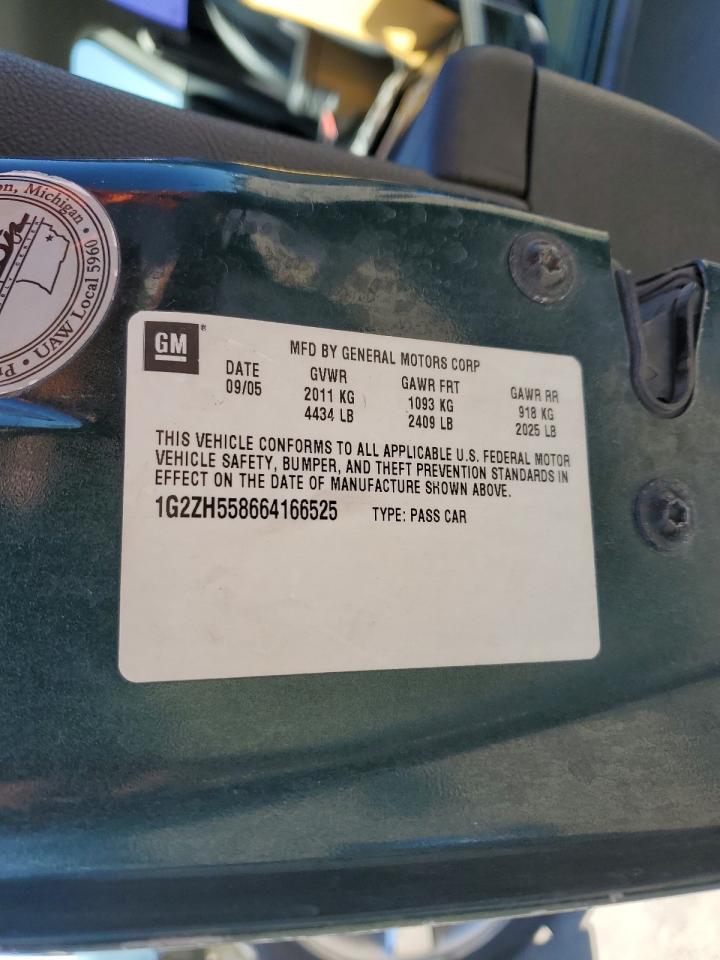 on, Michigan •
UAW Local 5960
GM®
MFD BY GENERAL MOTORS CORP
DATE GVWR GAWR FRT GAWR RR
09/05 2011 KG 1093 KG 918 KG
4434 LB 2409 LB 2025 LB
THIS VEHICLE CONFORMS TO ALL APPLICABLE U.S. FEDERAL MOTOR
VEHICLE SAFETY, BUMPER, AND THEFT PREVENTION STANDARDS IN
EFFECT ON THE DATE OF MANUFACTURE SHOWN ABOVE.
1G2ZH558664166525 TYPE: PASS CAR